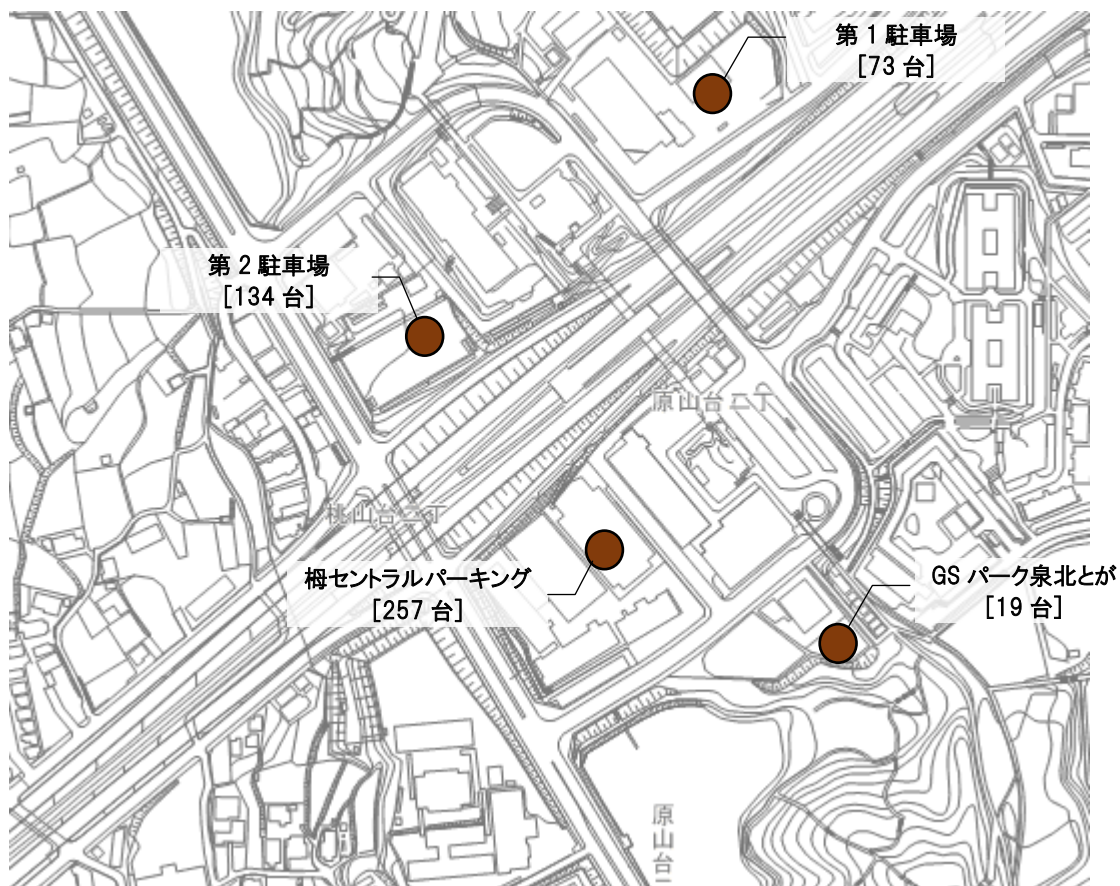 第1駐車場
[73 台]
第2駐車場
[134 台]
原山台二丁
桃山台三丁
栂セントラルパーキング
[257 台]
GS パーク泉北とが
[19 台]
原山台